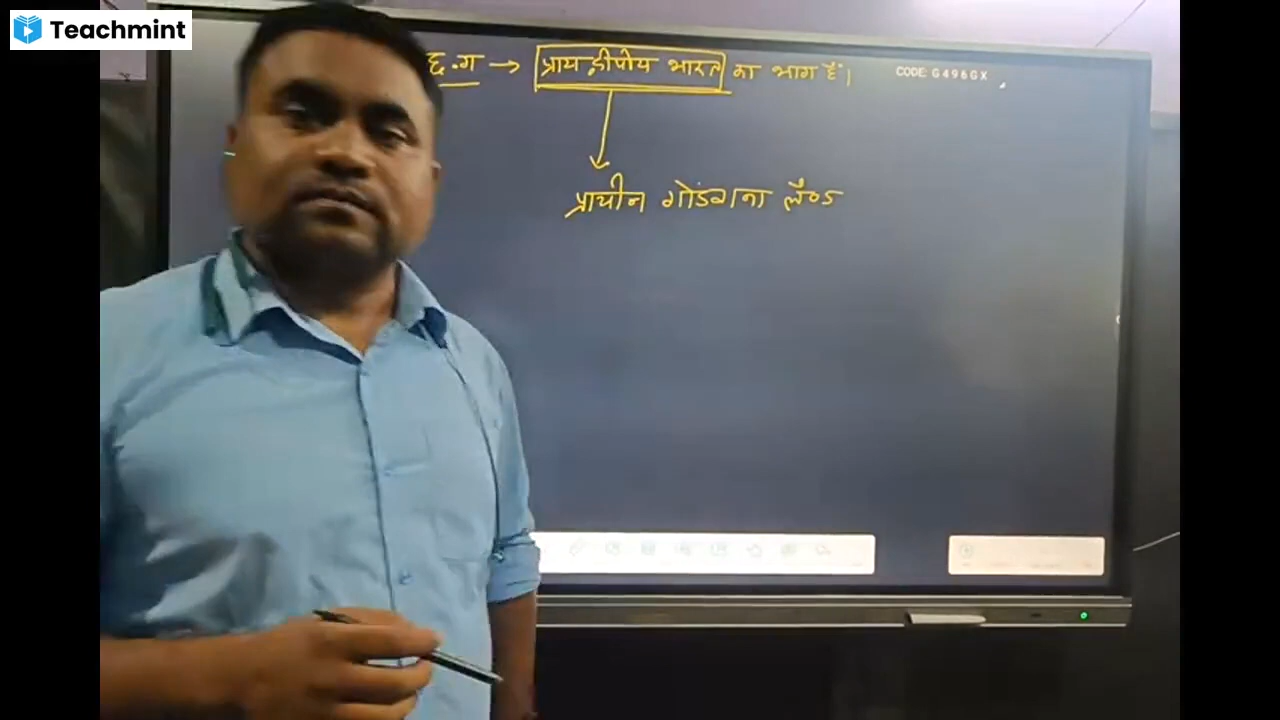 Teachmint
छ.ग → प्रायद्वीपीय भारत का भाग है।
CODE: G496GX
प्राचीन गोंडवाना लैण्ड